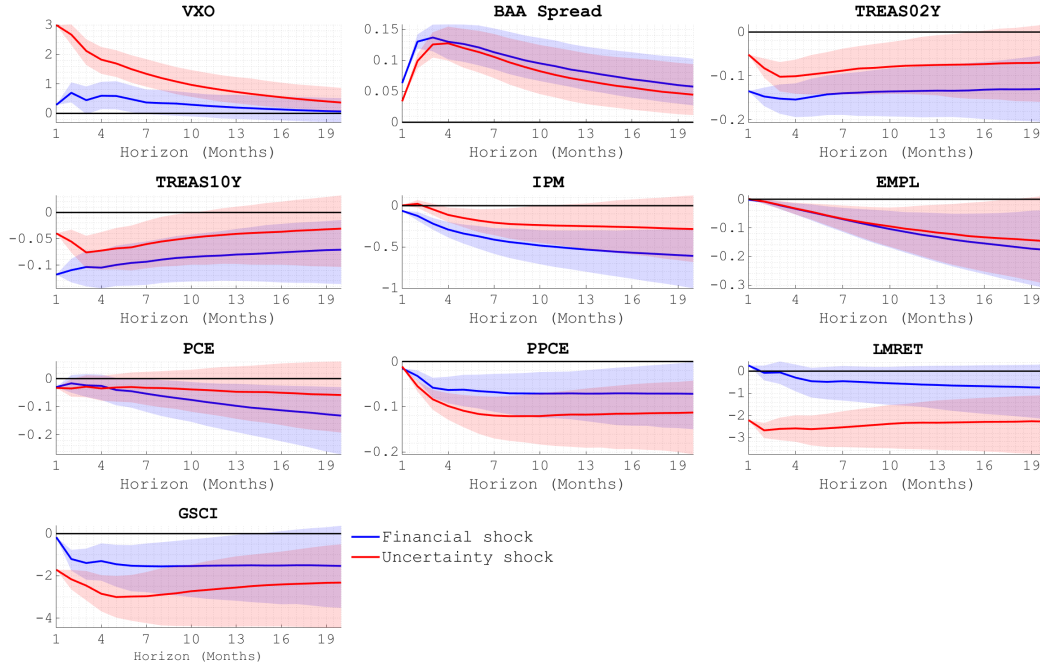 VXO
3
2
1
0
1 4 7 10 13 16 19
Horizon (Months)
BAA Spread
0.15
0.1
0.05
0
1 4 7 10 13 16 19
Horizon (Months)
TREAS02Y
0
-0.1
-0.2
1 4 7 10 13 16 19
Horizon (Months)
TREAS10Y
0
-0.05
-0.1
1 4 7 10 13 16 19
Horizon (Months)
IPM
0
-0.5
-1
1 4 7 10 13 16 19
Horizon (Months)
EMPL
0
-0.1
-0.2
-0.3
1 4 7 10 13 16 19
Horizon (Months)
PCE
0
-0.1
-0.2
1 4 7 10 13 16 19
Horizon (Months)
PPCE
0
-0.1
-0.2
1 4 7 10 13 16 19
Horizon (Months)
LMRET
0
-1
-2
-3
1 4 7 10 13 16 19
Horizon (Months)
GSCI
0
-2
-4
1 4 7 10 13 16 19
Horizon (Months)
Financial shock
Uncertainty shock